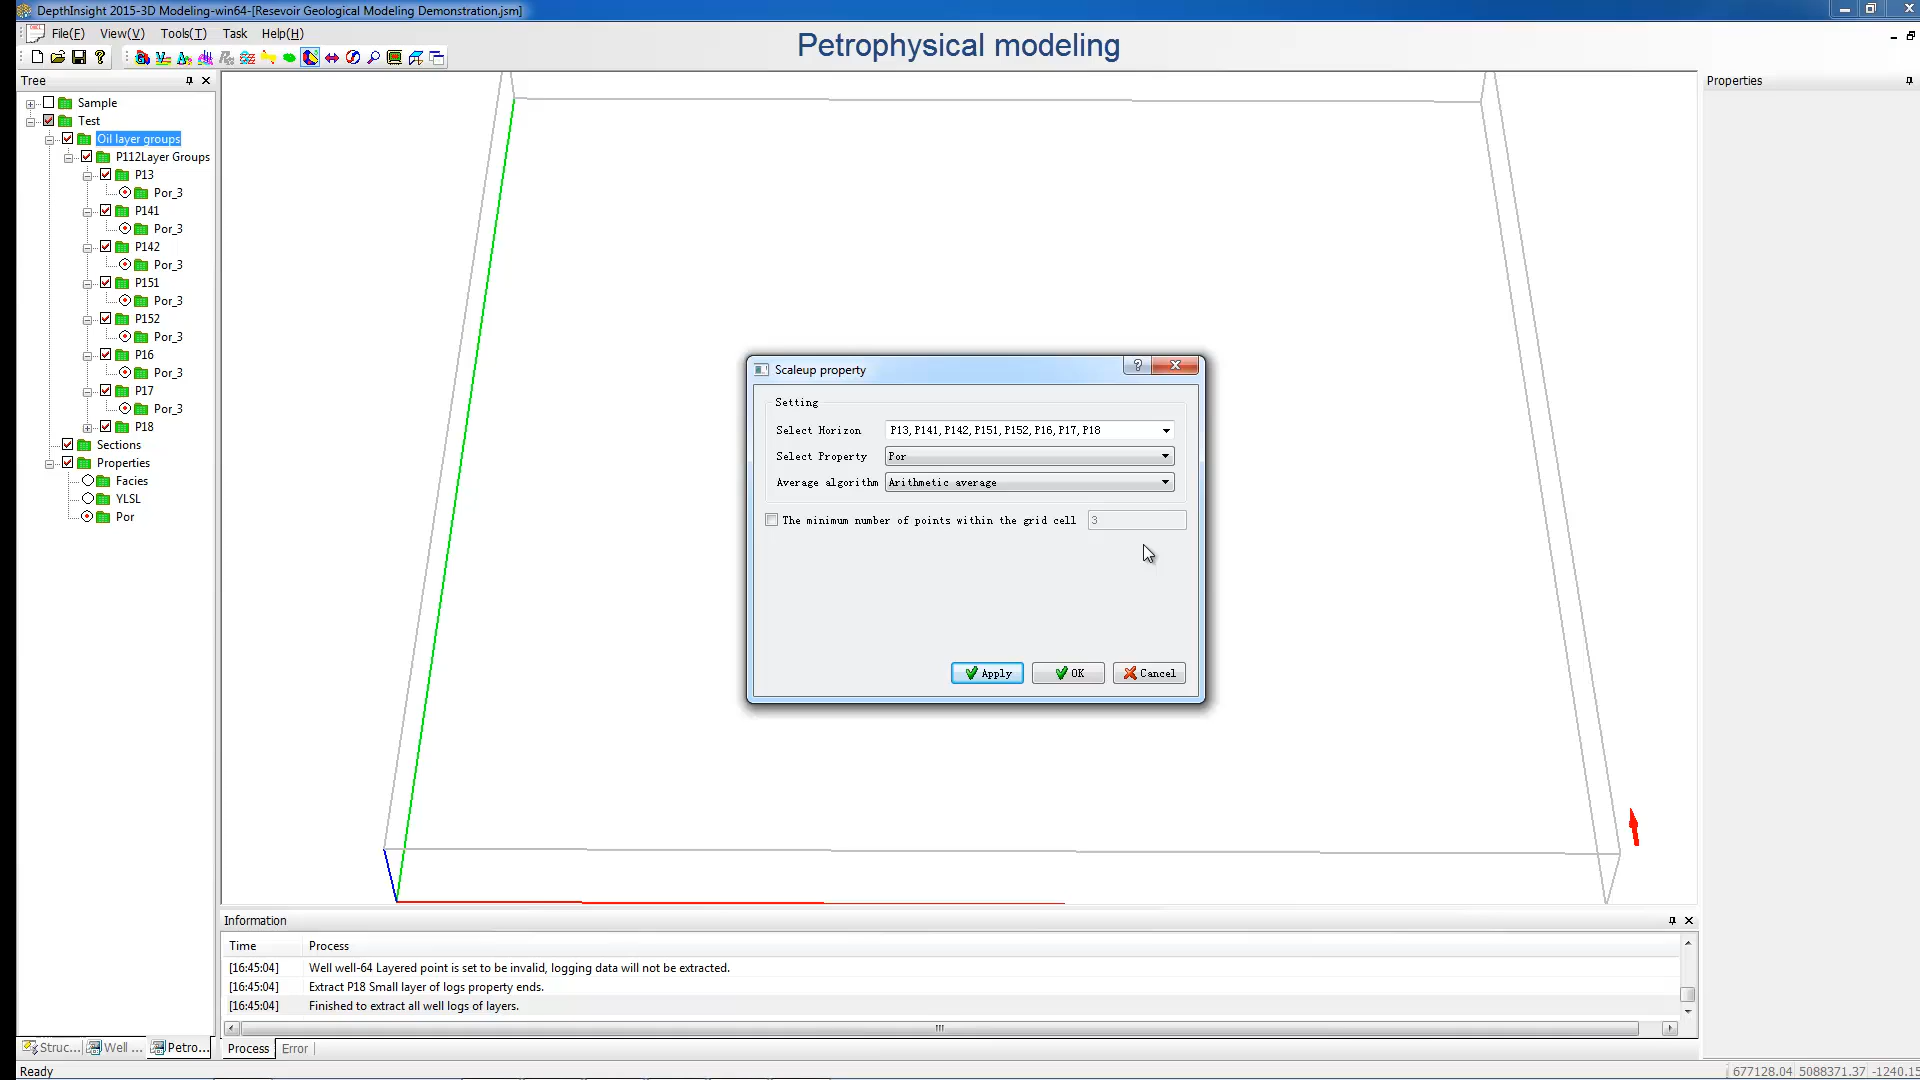 DepthInsight 2015-3D Modeling-win64-[Resevoir Geological Modeling Demonstration.jsm]
File(F) View(V) Tools(T) Task Help(H)
Petrophysical modeling
Tree
Properties
Sample
Test
Oil layer groups
P112Layer Groups
P13
Por_3
P141
Por_3
P142
Por_3
P151
Por_3
P152
Por_3
P16
Por_3
P17
Por_3
P18
Sections
Properties
Facies
YLSL
Por
Scaleup property
Setting
Select Horizon P13,P141,P142,P151,P152,P16,P17,P18
Select Property Por
Average algorithm Arithmetic average
The minimum number of points within the grid cell 3
Apply OK Cancel
Information
Time Process
[16:45:04] Well well-64 Layered point is set to be invalid, logging data will not be extracted.
[16:45:04] Extract P18 Small layer of logs property ends.
[16:45:04] Finished to extract all well logs of layers.
Struc... Well ... Petro...
Process Error
Ready
677128.04 5088371.37 -1240.15